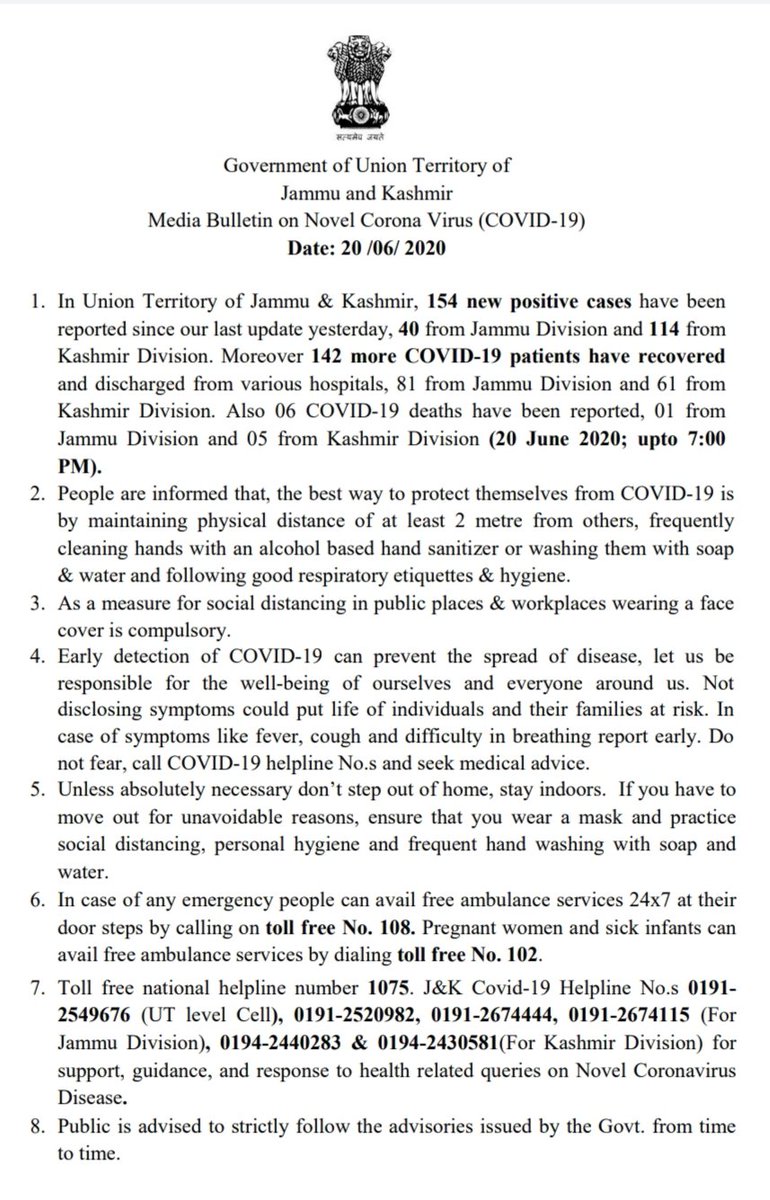 सत्यमेव जयते
Government of Union Territory of
Jammu and Kashmir
Media Bulletin on Novel Corona Virus (COVID-19)
Date: 20 /06/ 2020
1. In Union Territory of Jammu & Kashmir, 154 new positive cases have been
reported since our last update yesterday, 40 from Jammu Division and 114 from
Kashmir Division. Moreover 142 more COVID-19 patients have recovered
and discharged from various hospitals, 81 from Jammu Division and 61 from
Kashmir Division. Also 06 COVID-19 deaths have been reported, 01 from
Jammu Division and 05 from Kashmir Division (20 June 2020; upto 7:00
PM).
2. People are informed that, the best way to protect themselves from COVID-19 is
by maintaining physical distance of at least 2 metre from others, frequently
cleaning hands with an alcohol based hand sanitizer or washing them with soap
& water and following good respiratory etiquettes & hygiene.
3. As a measure for social distancing in public places & workplaces wearing a face
cover is compulsory.
4. Early detection of COVID-19 can prevent the spread of disease, let us be
responsible for the well-being of ourselves and everyone around us. Not
disclosing symptoms could put life of individuals and their families at risk. In
case of symptoms like fever, cough and difficulty in breathing report early. Do
not fear, call COVID-19 helpline No.s and seek medical advice.
5. Unless absolutely necessary don’t step out of home, stay indoors. If you have to
move out for unavoidable reasons, ensure that you wear a mask and practice
social distancing, personal hygiene and frequent hand washing with soap and
water.
6. In case of any emergency people can avail free ambulance services 24x7 at their
door steps by calling on toll free No. 108. Pregnant women and sick infants can
avail free ambulance services by dialing toll free No. 102.
7. Toll free national helpline number 1075. J&K Covid-19 Helpline No.s 0191-
2549676 (UT level Cell), 0191-2520982, 0191-2674444, 0191-2674115 (For
Jammu Division), 0194-2440283 & 0194-2430581(For Kashmir Division) for
support, guidance, and response to health related queries on Novel Coronavirus
Disease.
8. Public is advised to strictly follow the advisories issued by the Govt. from time
to time.